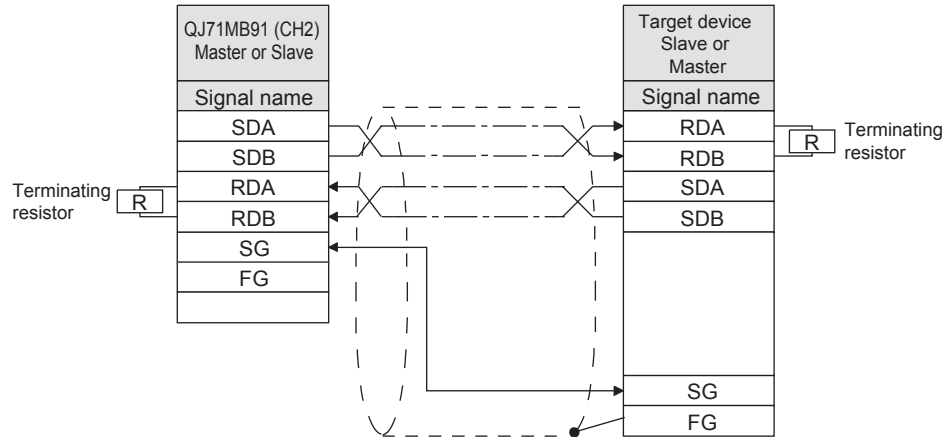 QJ71MB91 (CH2)
Master or Slave
Signal name
SDA
SDB
RDA
RDB
SG
FG
Terminating
resistor
R
Target device
Slave or
Master
Signal name
RDA
RDB
SDA
SDB
SG
FG
R
Terminating
resistor